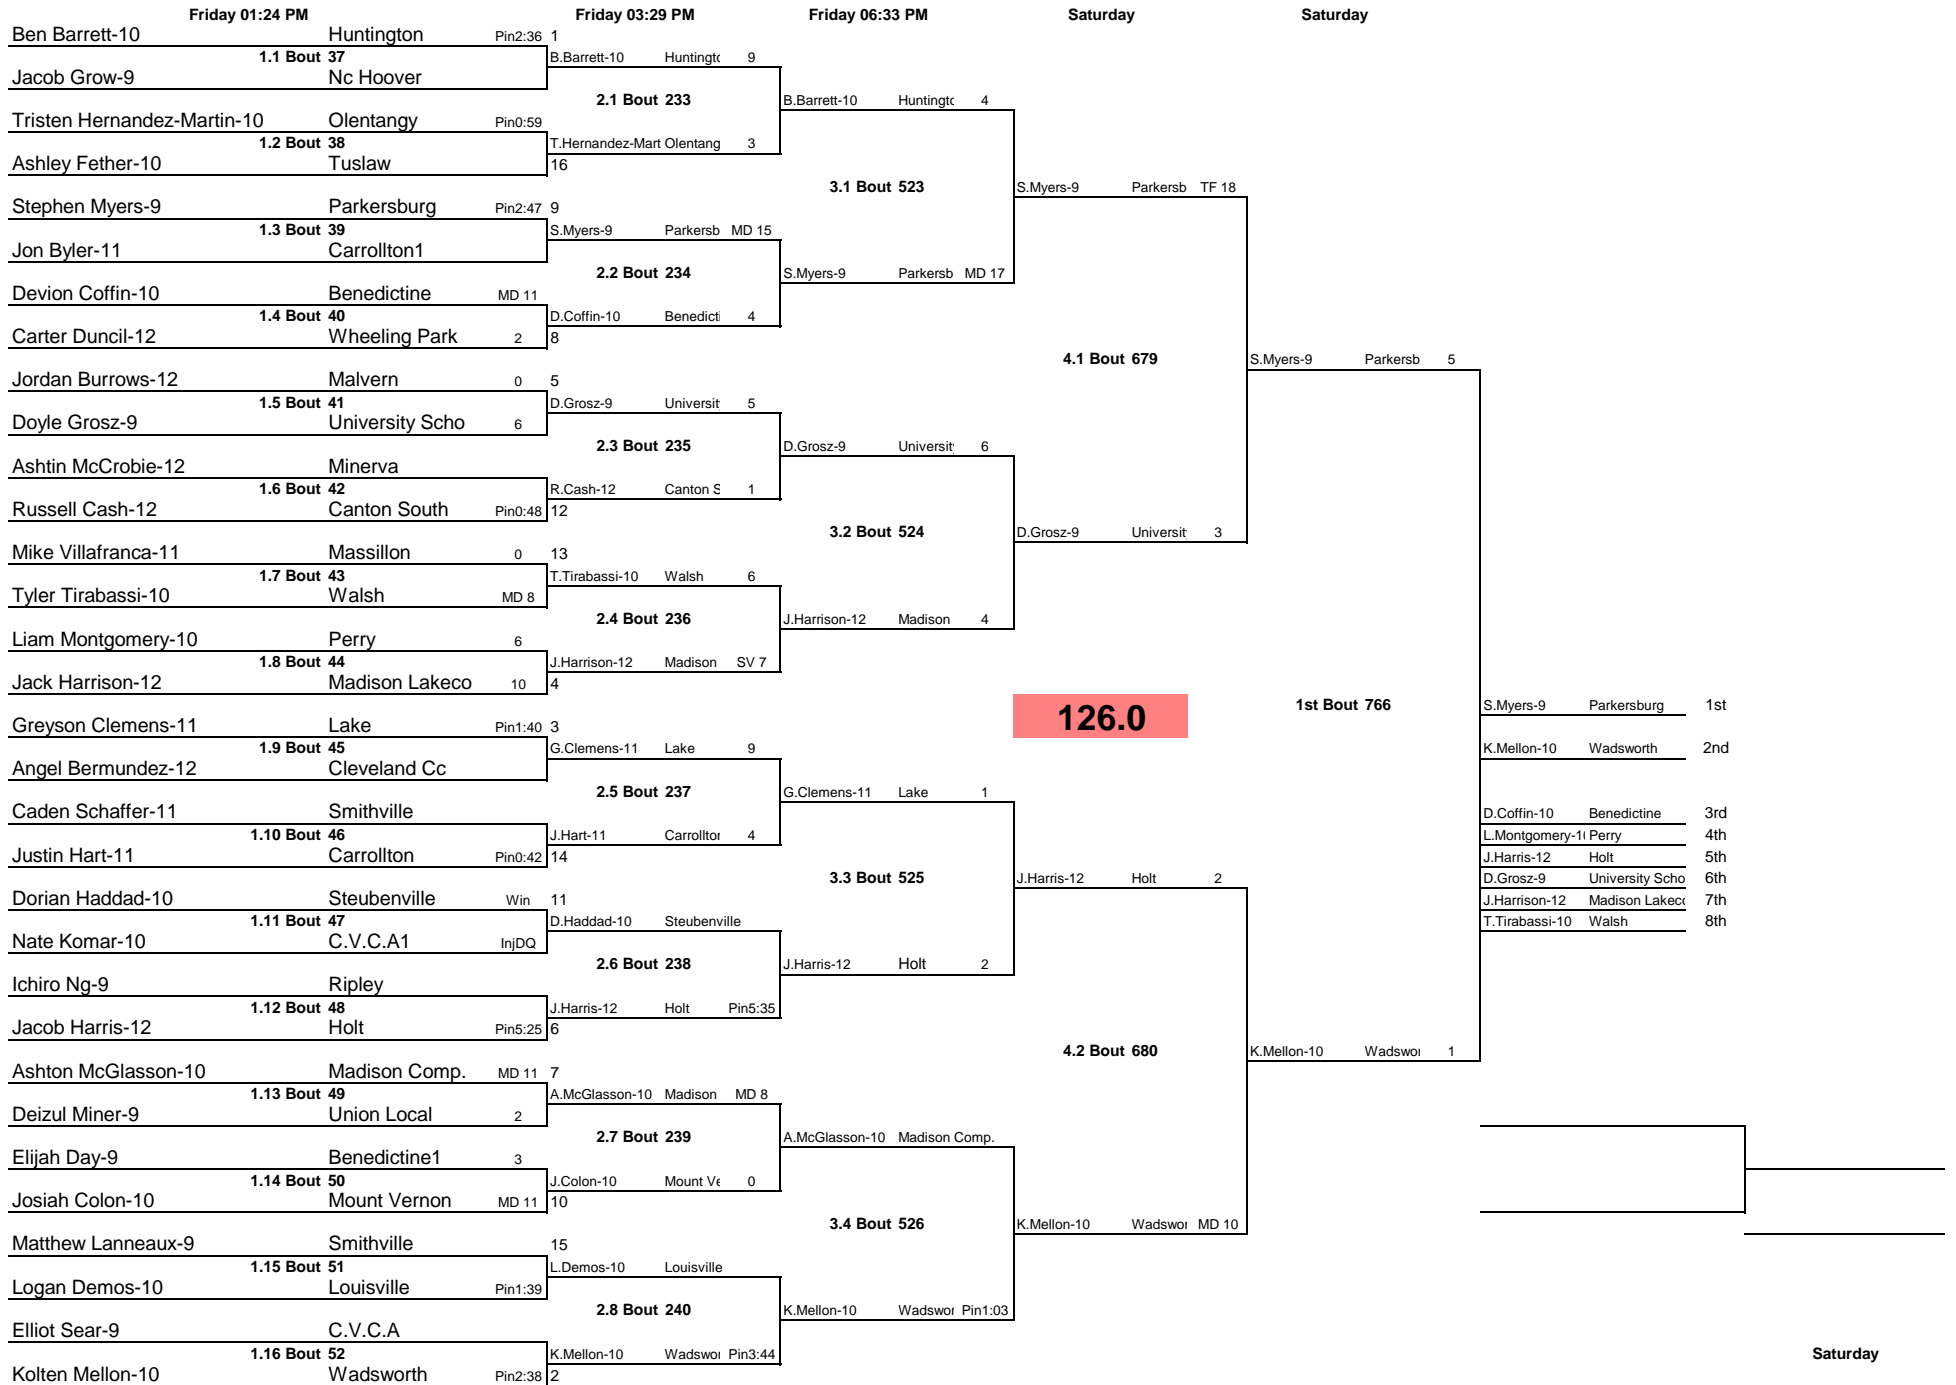 Friday 01:24 PM Friday 03:29 PM Friday 06:33 PM Saturday Saturday
Ben Barrett-10 Huntington Pin2:36 1
1.1 Bout 37 B.Barrett-10 Huntingtc 9
Jacob Grow-9 Nc Hoover
2.1 Bout 233 B.Barrett-10 Huntingtc 4
Tristen Hernandez-Martin-10 Olentangy Pin0:59
1.2 Bout 38 T.Hernandez-Mart Olentang 3
Ashley Fether-10 Tuslaw 16
3.1 Bout 523 S.Myers-9 Parkersb TF 18
Stephen Myers-9 Parkersburg Pin2:47 9
1.3 Bout 39 S.Myers-9 Parkersb MD 15
Jon Byler-11 Carrollton1
2.2 Bout 234 S.Myers-9 Parkersb MD 17
Devion Coffin-10 Benedictine MD 11
1.4 Bout 40 D.Coffin-10 Benedicti 4
Carter Duncil-12 Wheeling Park 2 8
4.1 Bout 679 S.Myers-9 Parkersb 5
Jordan Burrows-12 Malvern 0 5
1.5 Bout 41 D.Grosz-9 Universit 5
Doyle Grosz-9 University Scho 6
2.3 Bout 235 D.Grosz-9 Universit 6
Ashtin McCrobie-12 Minerva
1.6 Bout 42 R.Cash-12 Canton S 1
Russell Cash-12 Canton South Pin0:48 12
3.2 Bout 524 D.Grosz-9 Universit 3
Mike Villafranca-11 Massillon 0 13
1.7 Bout 43 T.Tirabassi-10 Walsh 6
Tyler Tirabassi-10 Walsh MD 8
2.4 Bout 236 J.Harrison-12 Madison 4
Liam Montgomery-10 Perry 6
1.8 Bout 44 J.Harrison-12 Madison SV 7
Jack Harrison-12 Madison Lakeco 10 4
126.0 1st Bout 766 S.Myers-9 Parkersburg 1st
Greyson Clemens-11 Lake Pin1:40 3
1.9 Bout 45 G.Clemens-11 Lake 9 K.Mellon-10 Wadsworth 2nd
Angel Bermundez-12 Cleveland Cc
2.5 Bout 237 G.Clemens-11 Lake 1
Caden Schaffer-11 Smithville D.Coffin-10 Benedictine 3rd
1.10 Bout 46 J.Hart-11 Carrolltor 4 L.Montgomery-1( Perry 4th
Justin Hart-11 Carrollton Pin0:42 14 J.Harris-12 Holt 5th
3.3 Bout 525 J.Harris-12 Holt 2 D.Grosz-9 University Scho 6th
Dorian Haddad-10 Steubenville Win 11 J.Harrison-12 Madison Lakecc 7th
1.11 Bout 47 D.Haddad-10 Steubenville T.Tirabassi-10 Walsh 8th
Nate Komar-10 C.V.C.A1 InjDQ
2.6 Bout 238 J.Harris-12 Holt 2
Ichiro Ng-9 Ripley
1.12 Bout 48 J.Harris-12 Holt Pin5:35
Jacob Harris-12 Holt Pin5:25 6
4.2 Bout 680 K.Mellon-10 Wadswoı 1
Ashton McGlasson-10 Madison Comp. MD 11 7
1.13 Bout 49 A.McGlasson-10 Madison MD 8
Deizul Miner-9 Union Local 2
2.7 Bout 239 A.McGlasson-10 Madison Comp.
Elijah Day-9 Benedictine1 3
1.14 Bout 50 J.Colon-10 Mount Ve 0
Josiah Colon-10 Mount Vernon MD 11 10
3.4 Bout 526 K.Mellon-10 Wadswoı MD 10
Matthew Lanneaux-9 Smithville 15
1.15 Bout 51 L.Demos-10 Louisville
Logan Demos-10 Louisville Pin1:39
2.8 Bout 240 K.Mellon-10 Wadswor Pin1:03
Elliot Sear-9 C.V.C.A
1.16 Bout 52 K.Mellon-10 Wadswoı Pin3:44 Saturday
Kolten Mellon-10 Wadsworth Pin2:38 2